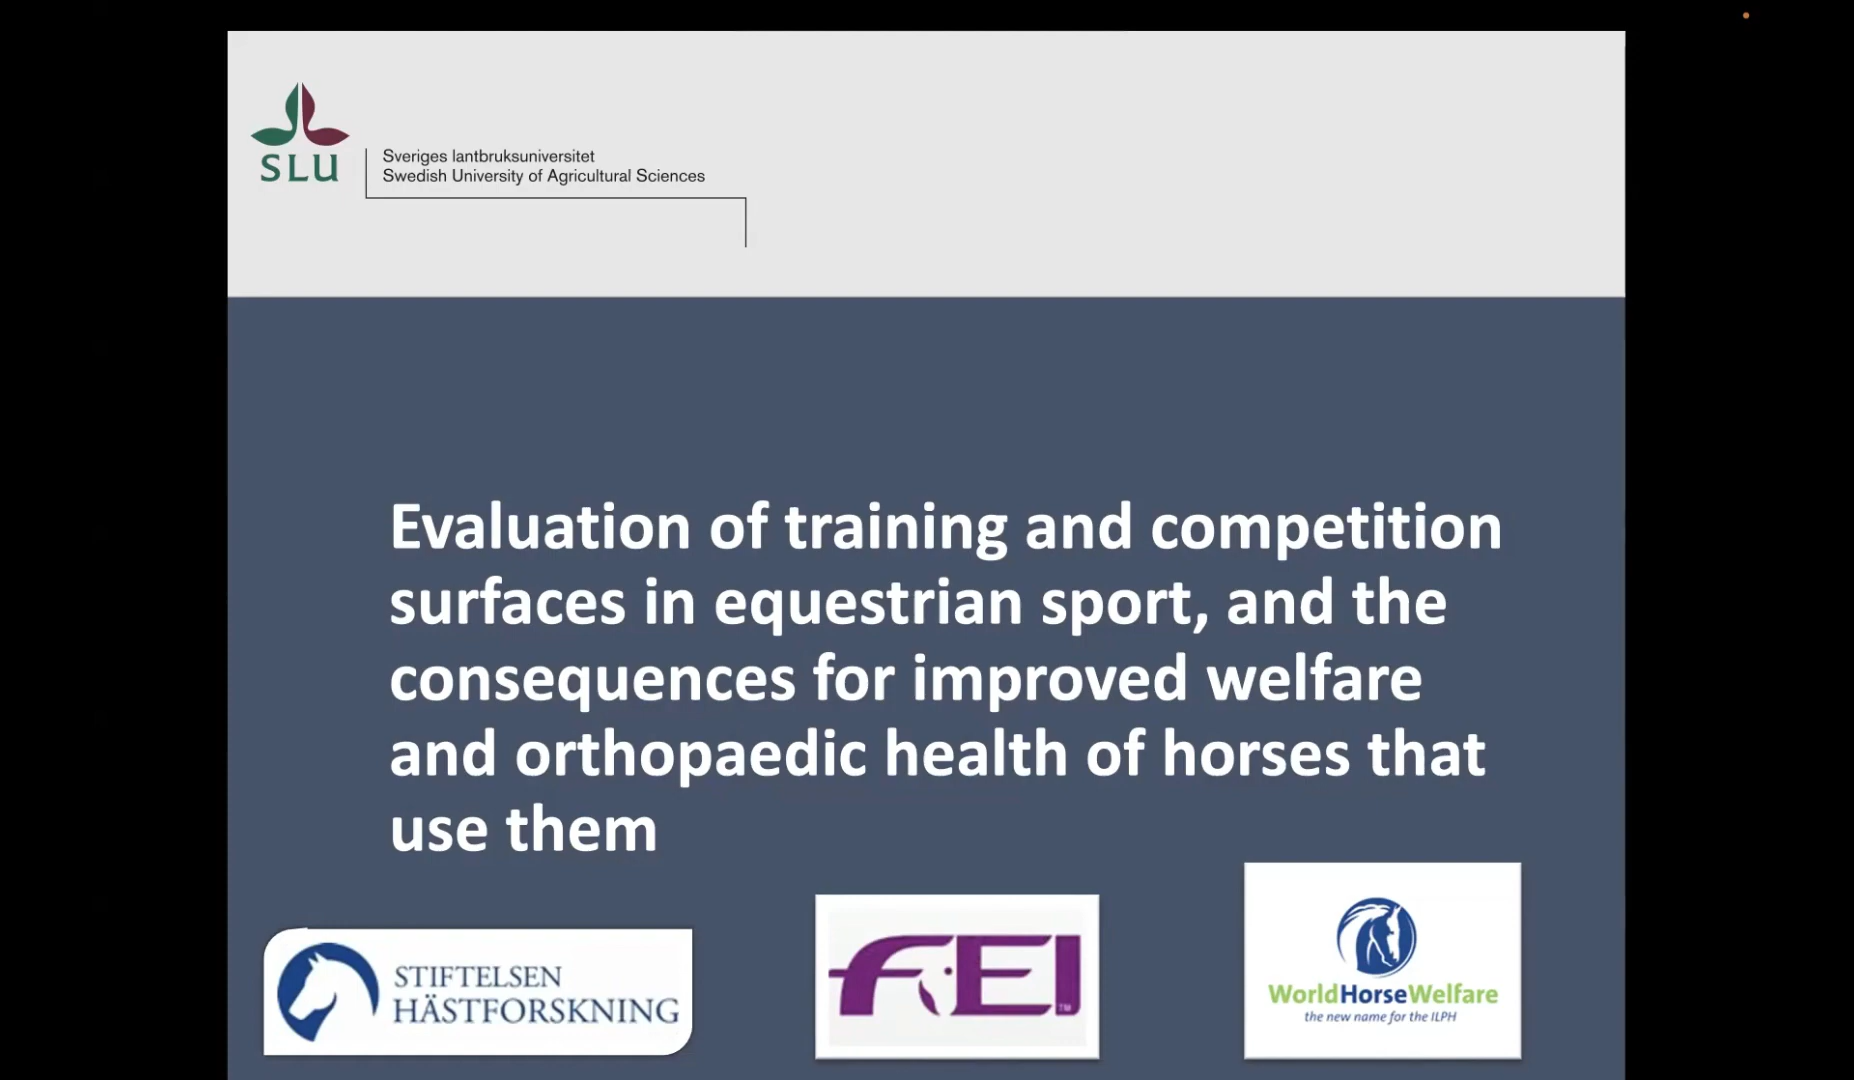 SLU
Sveriges lantbruksuniversitet
Swedish University of Agricultural Sciences
Evaluation of training and competition
surfaces in equestrian sport, and the
consequences for improved welfare
and orthopaedic health of horses that
use them
STIFTELSEN
HÄSTFORSKNING
FEI™
WorldHorseWelfare
the new name for the ILPH